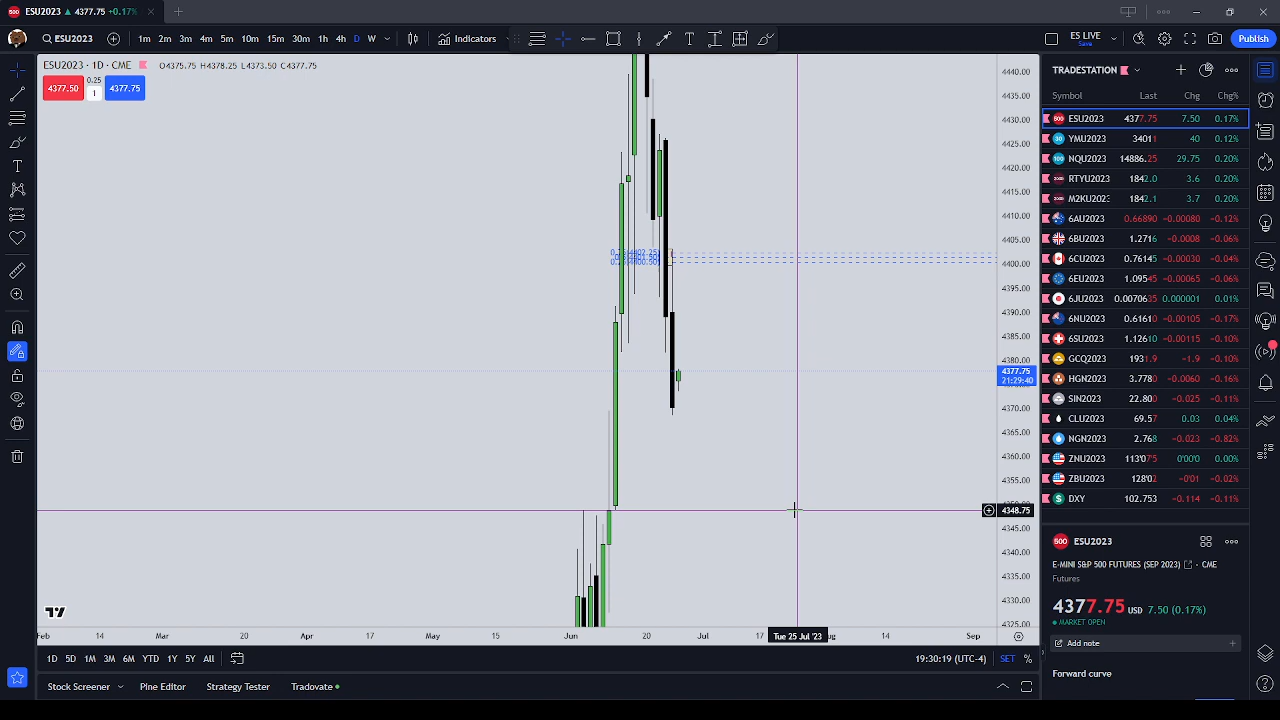 ESU2023 ▲ 4377.75 +0.17%
ESU2023
1m 2m 3m 4m 5m 10m 15m 30m 1h 4h D W
Indicators
ES LIVE
Save
Publish
ESU2023 · 1D · CME O4375.75 H4378.25 L4373.50 C4377.75
4377.50
0.25
1
4377.75
4440.00
4435.00
4430.00
4425.00
4420.00
4415.00
4410.00
4405.00
4400.00
4395.00
4390.00
4385.00
4380.00
4377.75
21:29:40
4370.00
4365.00
4360.00
4355.00
4348.75
4345.00
4340.00
4335.00
4330.00
4325.00
Feb 14 Mar 20 Apr 17 May 15 Jun 20 Jul 17 Tue 25 Jul '23 ug 14 Sep
1D 5D 1M 3M 6M YTD 1Y 5Y All
19:30:19 (UTC-4) SET %
Stock Screener Pine Editor Strategy Tester Tradovate
TRADESTATION
Symbol Last Chg Chg%
ESU2023 4377.75 7.50 0.17%
YMU2023 34011 40 0.12%
NQU2023 14886.25 29.75 0.20%
RTYU2023 1842.0 3.6 0.20%
M2KU2023 1842.1 3.7 0.20%
6AU2023 0.66890 −0.00080 −0.12%
6BU2023 1.2716 −0.0008 −0.06%
6CU2023 0.76145 −0.00030 −0.04%
6EU2023 1.09545 −0.00065 −0.06%
6JU2023 0.0070635 0.000001 0.01%
6NU2023 0.61610 −0.00105 −0.17%
6SU2023 1.12610 −0.00115 −0.10%
GCQ2023 1931.9 −1.9 −0.10%
HGN2023 3.7780 −0.0060 −0.16%
SIN2023 22.800 −0.025 −0.11%
CLU2023 69.57 0.03 0.04%
NGN2023 2.768 −0.023 −0.82%
ZNU2023 113'07'5 0'00'0 0.00%
ZBU2023 128'02 −0'01 −0.02%
DXY 102.753 −0.114 −0.11%
ESU2023
E-MINI S&P 500 FUTURES (SEP 2023) · CME
Futures
4377.75 USD 7.50 (0.17%)
MARKET OPEN
Add note
Forward curve